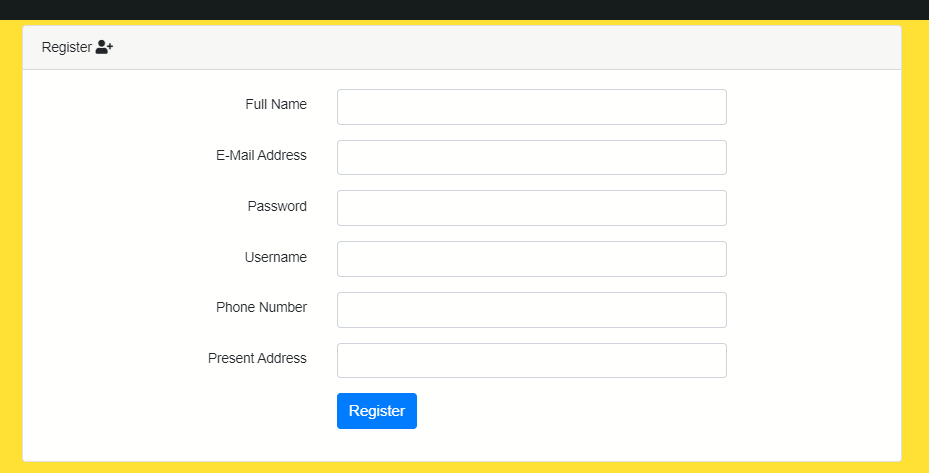 Register
Full Name
E-Mail Address
Password
Username
Phone Number
Present Address
Register